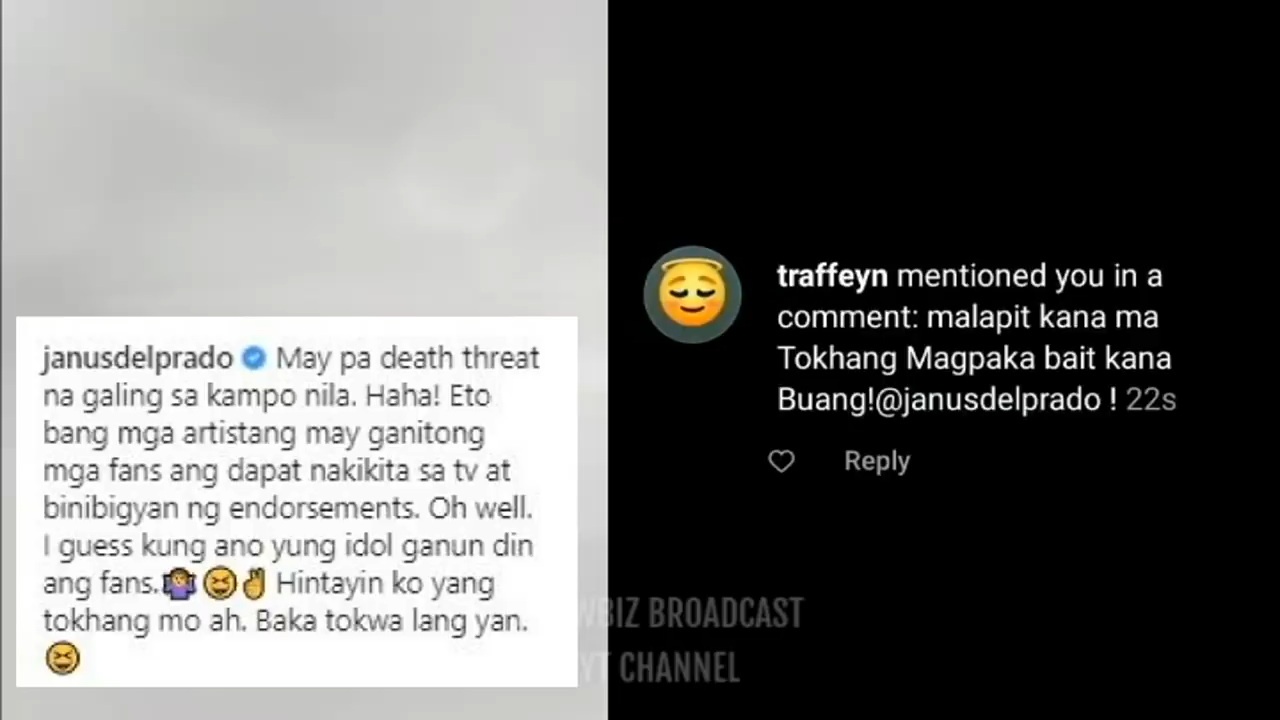 janusdelprado May pa death threat
na galing sa kampo nila. Haha! Eto
bang mga artistang may ganitong
mga fans ang dapat nakikita sa tv at
binibigyan ng endorsements. Oh well.
I guess kung ano yung idol ganun din
ang fans.🤷🏽‍♀️😆✌🏽 Hintayin ko yang
tokhang mo ah. Baka tokwa lang yan.
😆
traffeyn mentioned you in a
comment: malapit kana ma
Tokhang Magpaka bait kana
Buang!@janusdelprado ! 22s
Reply
BROADCAST
YT CHANNEL